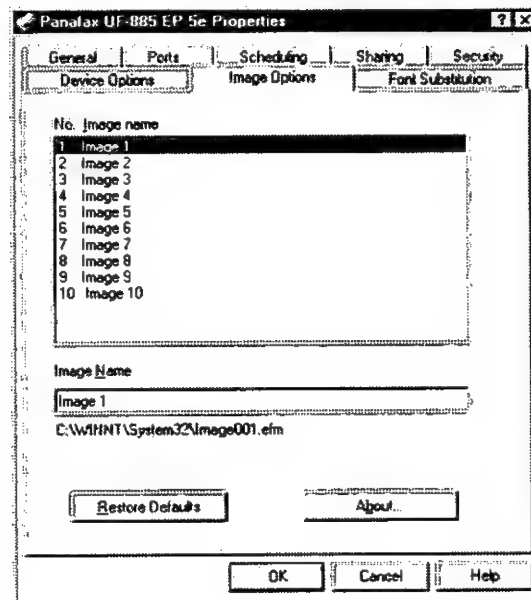 Panafax UF-885 EP 5e Properties
General Ports Scheduling Sharing Security
Device Options Image Options Font Substitution
No. Image name
1 Image 1
2 Image 2
3 Image 3
4 Image 4
5 Image 5
6 Image 6
7 Image 7
8 Image 8
9 Image 9
10 Image 10
Image Name
Image 1
C:\WINNT\System32\Image001.efm
Restore Defaults About...
OK Cancel Help